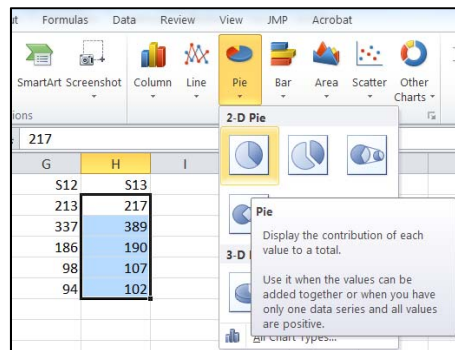 Formulas Data Review View JMP Acrobat
SmartArt Screenshot Column Line Pie Bar Area Scatter Other Charts
2-D Pie
217
G H I
S12 S13
213 217
337 389
186 190
98 107
94 102
Pie
Display the contribution of each
value to a total.
Use it when the values can be
added together or when you have
only one data series and all values
are positive.
3-D
All Chart Types...